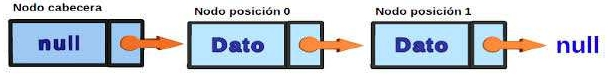 Nodo cabecera
Nodo posición 0
Nodo posición 1
null
Dato
Dato
null